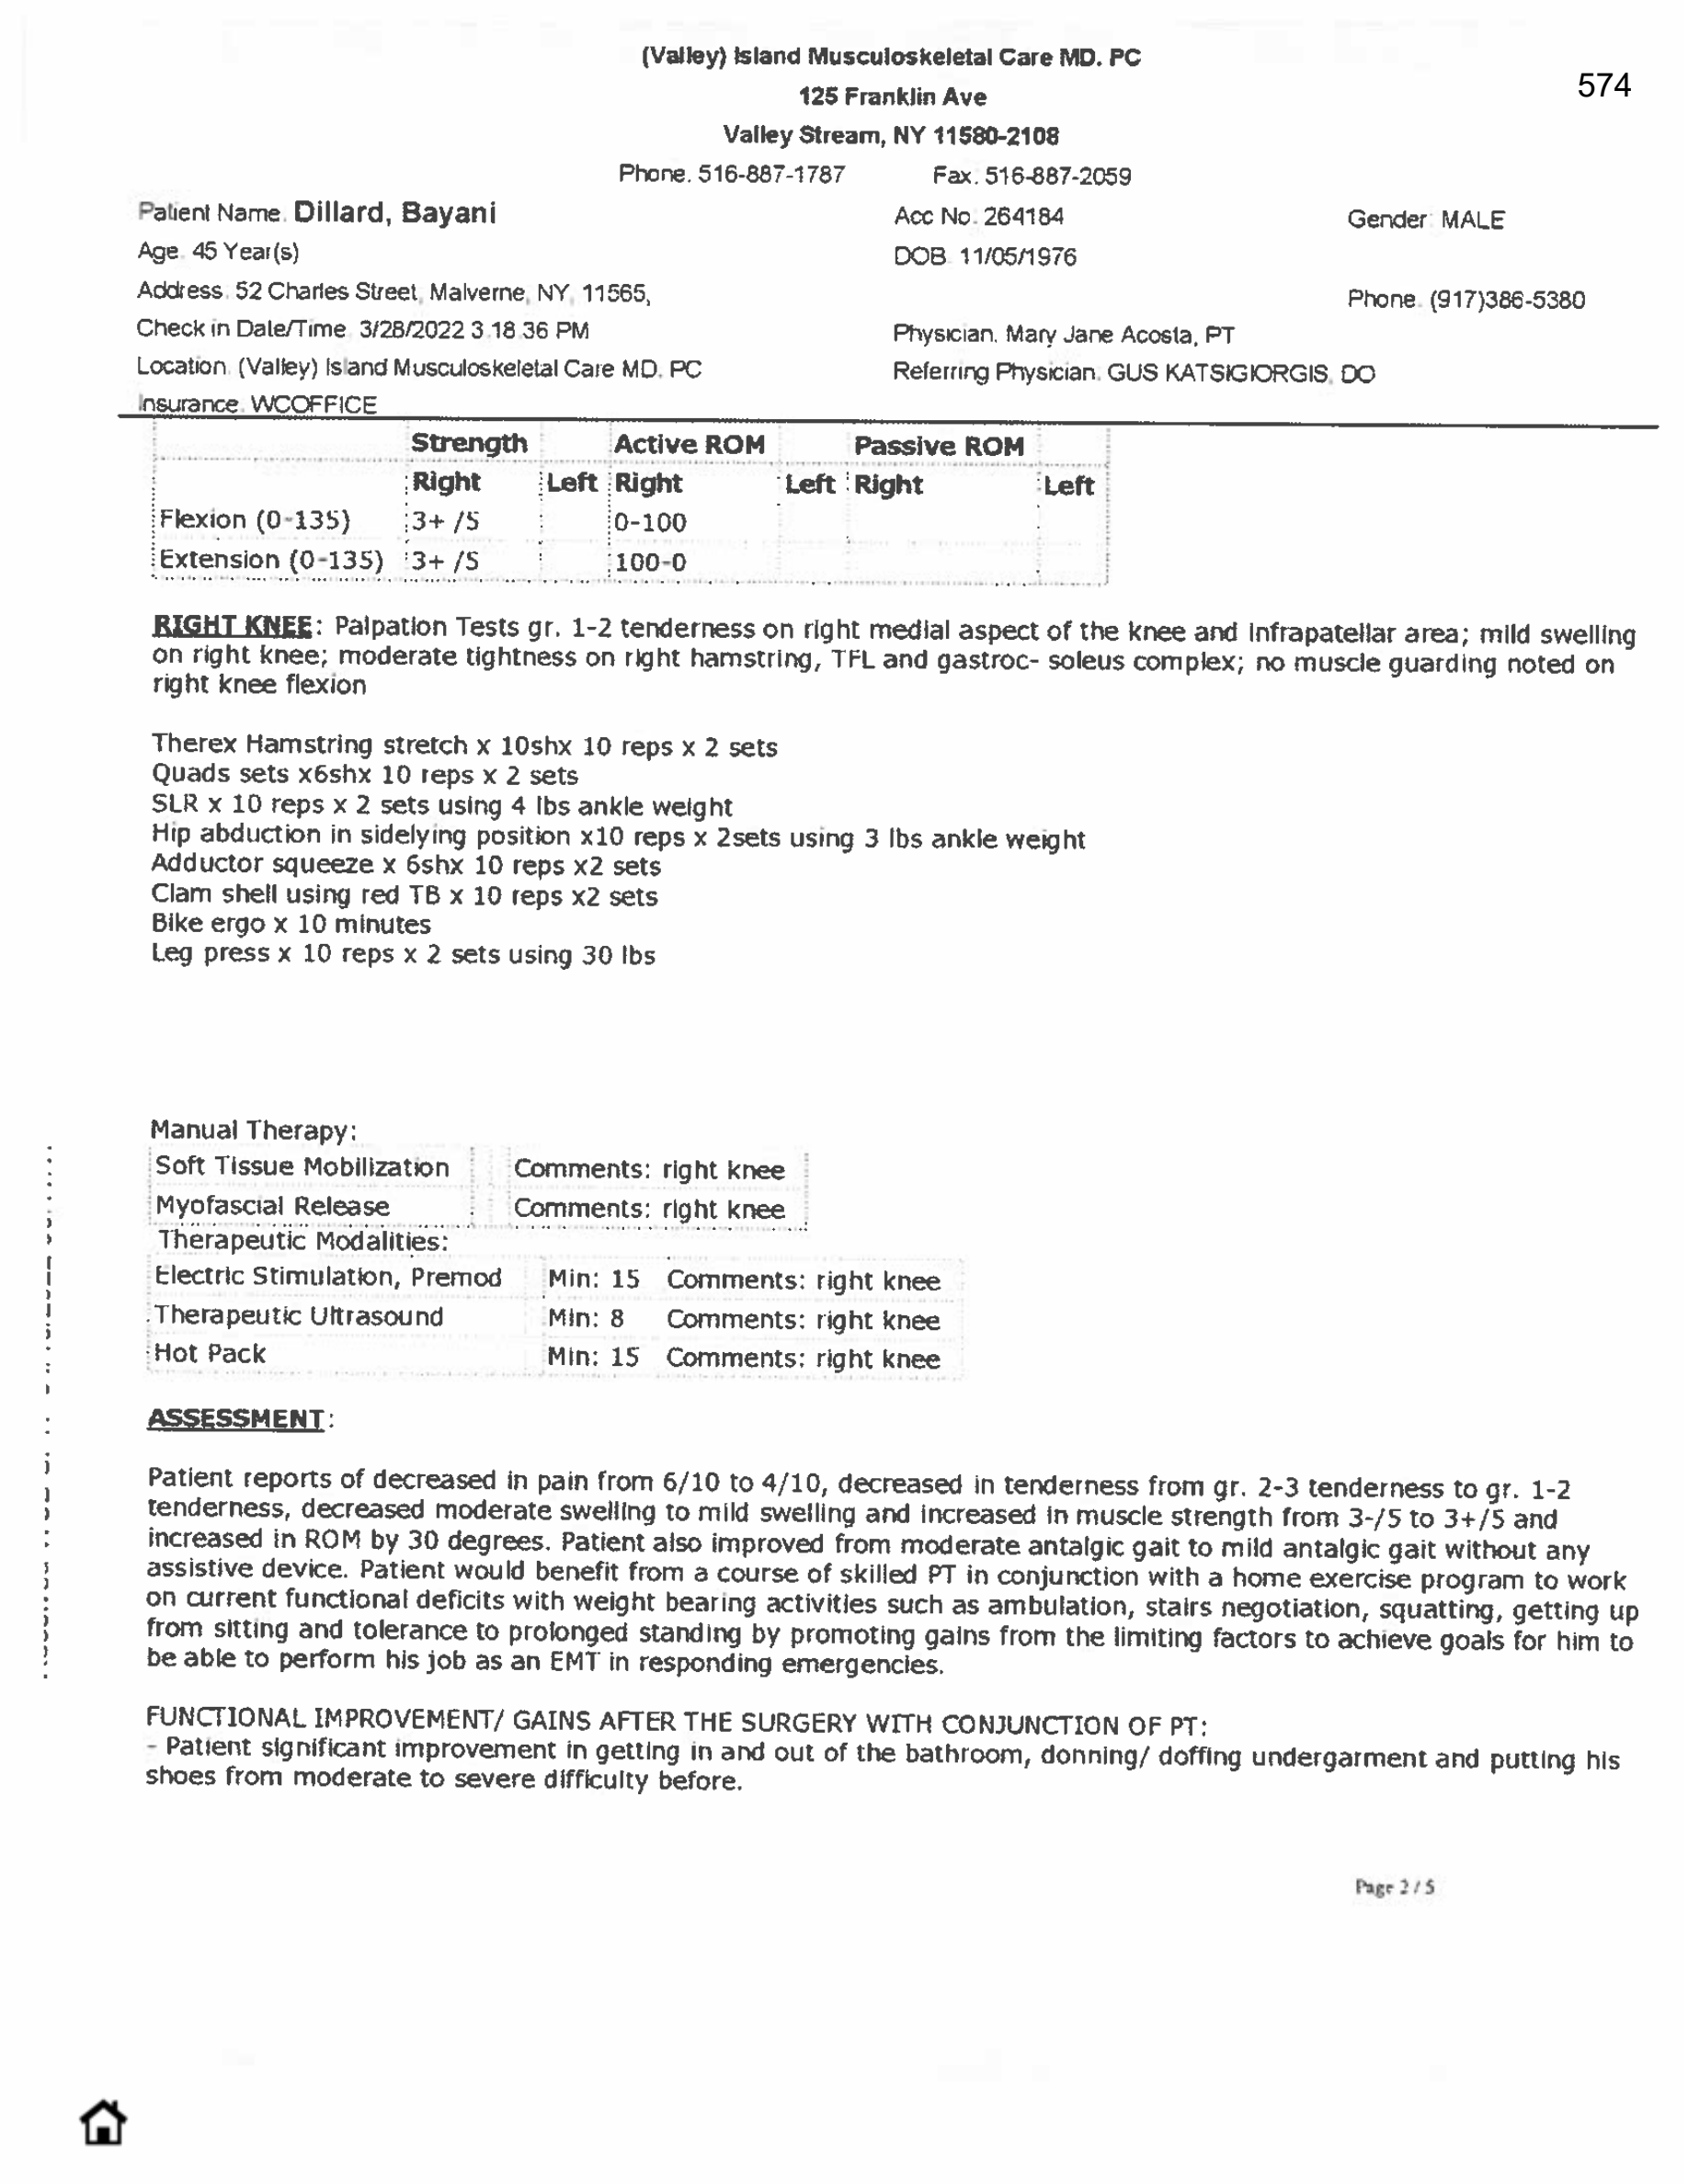 (Valley) Island Musculoskeletal Care MD. PC
574
125 Franklin Ave
Valley Stream, NY 11580-2108
Phone. 516-887-1787 Fax. 516-887-2059
Patient Name. Dillard, Bayani Acc No. 264184 Gender: MALE
Age. 45 Year(s) DOB 11/05/1976
Address. 52 Charles Street, Malverne, NY, 11565, Phone. (917)386-5380
Check in Date/Time. 3/28/2022 3.18.36 PM Physician. Mary Jane Acosta, PT
Location. (Valley) Island Musculoskeletal Care MD. PC Referring Physician. GUS KATSIGIORGIS, DO
Insurance. WCOFFICE
Strength Active ROM Passive ROM
Right Left Right Left Right Left
Flexion (0-135) 3+ /5 0-100
Extension (0-135) 3+ /5 100-0
RIGHT KNEE: Palpation Tests gr. 1-2 tenderness on right medial aspect of the knee and infrapatellar area; mild swelling
on right knee; moderate tightness on right hamstring, TFL and gastroc- soleus complex; no muscle guarding noted on
right knee flexion
Therex Hamstring stretch x 10shx 10 reps x 2 sets
Quads sets x6shx 10 reps x 2 sets
SLR x 10 reps x 2 sets using 4 lbs ankle weight
Hip abduction in sidelying position x10 reps x 2sets using 3 lbs ankle weight
Adductor squeeze x 6shx 10 reps x2 sets
Clam shell using red TB x 10 reps x2 sets
Bike ergo x 10 minutes
Leg press x 10 reps x 2 sets using 30 lbs
Manual Therapy:
Soft Tissue Mobilization Comments: right knee
Myofascial Release Comments: right knee
Therapeutic Modalities:
Electric Stimulation, Premod Min: 15 Comments: right knee
Therapeutic Ultrasound Min: 8 Comments: right knee
Hot Pack Min: 15 Comments: right knee
ASSESSMENT:
Patient reports of decreased in pain from 6/10 to 4/10, decreased in tenderness from gr. 2-3 tenderness to gr. 1-2
tenderness, decreased moderate swelling to mild swelling and increased in muscle strength from 3-/5 to 3+/5 and
increased in ROM by 30 degrees. Patient also improved from moderate antalgic gait to mild antalgic gait without any
assistive device. Patient would benefit from a course of skilled PT in conjunction with a home exercise program to work
on current functional deficits with weight bearing activities such as ambulation, stairs negotiation, squatting, getting up
from sitting and tolerance to prolonged standing by promoting gains from the limiting factors to achieve goals for him to
be able to perform his job as an EMT in responding emergencies.
FUNCTIONAL IMPROVEMENT/ GAINS AFTER THE SURGERY WITH CONJUNCTION OF PT:
- Patient significant improvement in getting in and out of the bathroom, donning/ doffing undergarment and putting his
shoes from moderate to severe difficulty before.
Page 2 / 5